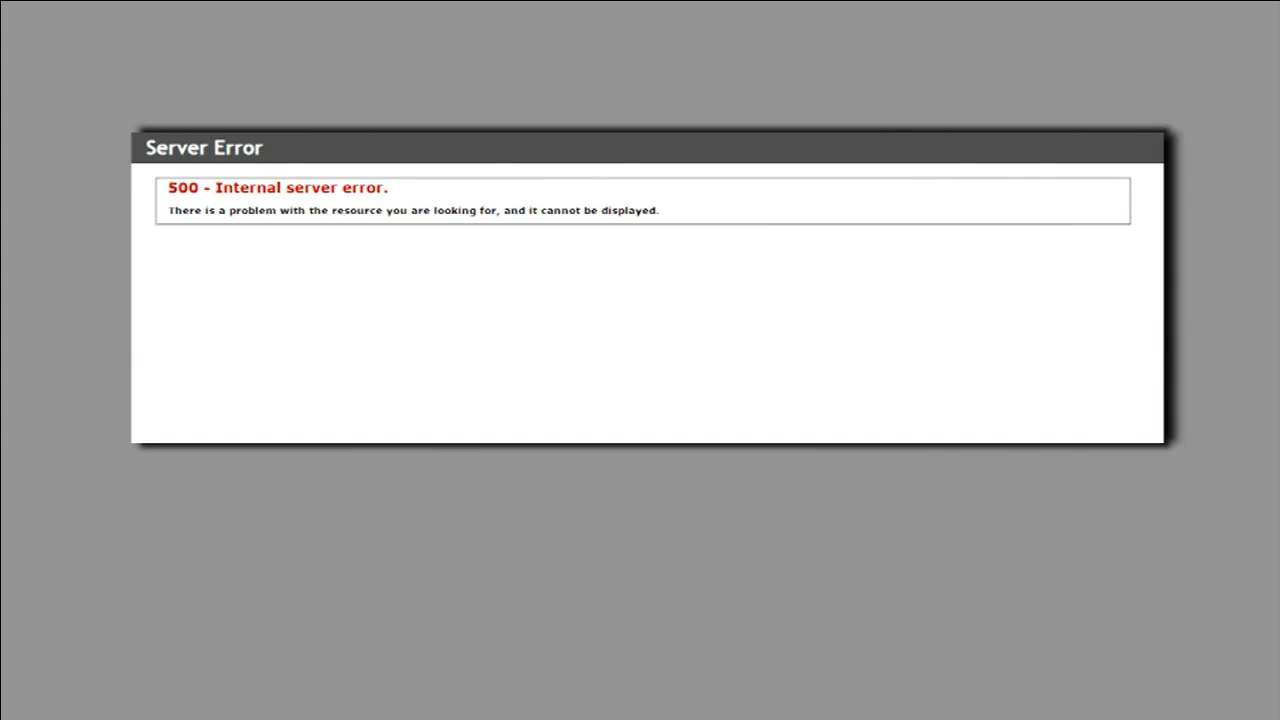 Server Error
500 - Internal server error.
There is a problem with the resource you are looking for, and it cannot be displayed.